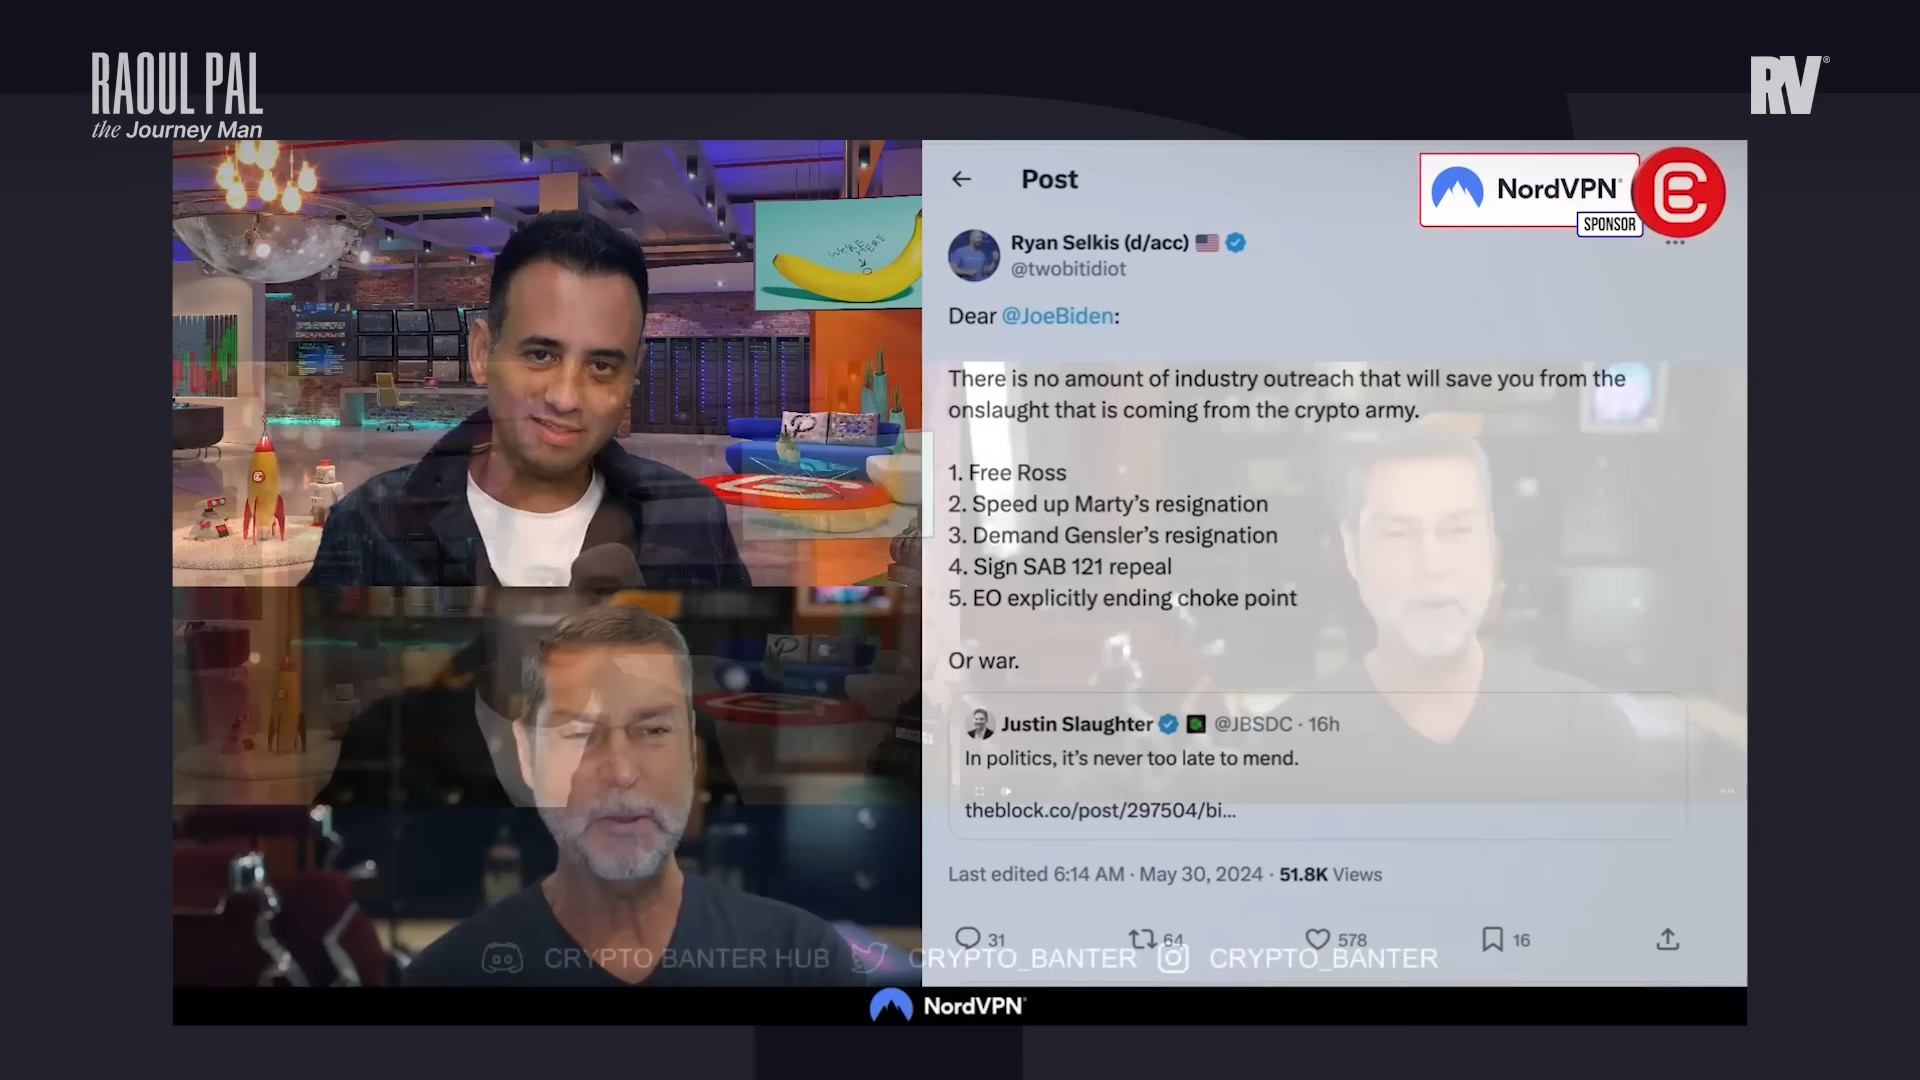 RAOUL PAL
the Journey Man
RV®
WE'RE HERE
Post
NordVPN®
SPONSOR
Ryan Selkis (d/acc)
@twobitidiot
Dear @JoeBiden:
There is no amount of industry outreach that will save you from the
onslaught that is coming from the crypto army.
1. Free Ross
2. Speed up Marty's resignation
3. Demand Gensler's resignation
4. Sign SAB 121 repeal
5. EO explicitly ending choke point
Or war.
Justin Slaughter @JBSDC · 16h
In politics, it's never too late to mend.
theblock.co/post/297504/bi...
Last edited 6:14 AM · May 30, 2024 · 51.8K Views
31 64 578 16
CRYPTO BANTER HUB CRYPTO_BANTER CRYPTO_BANTER
NordVPN®